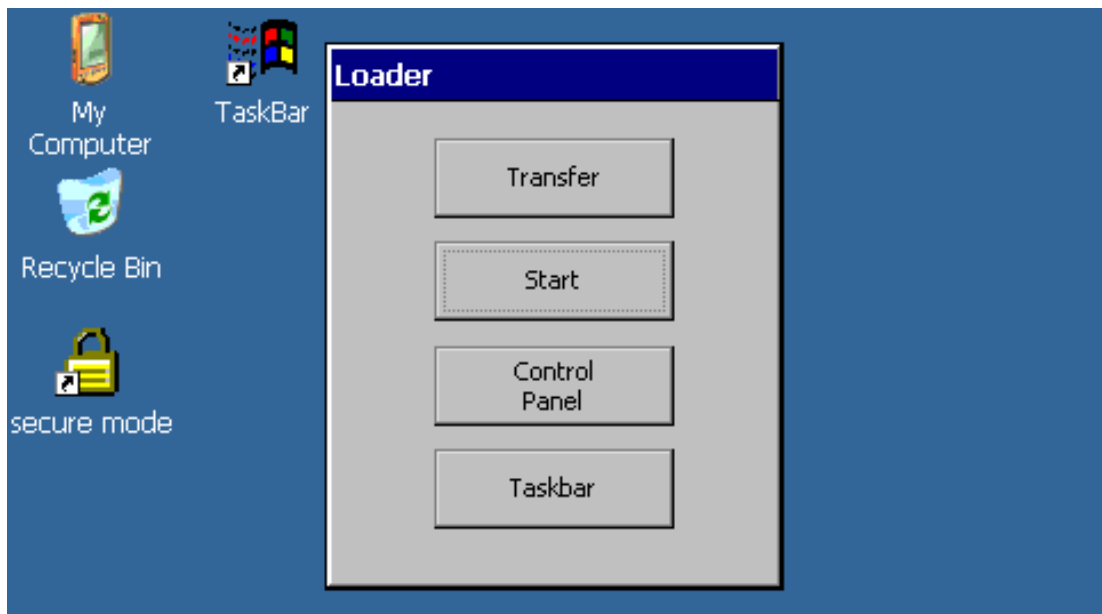 My
Computer
TaskBar
Recycle Bin
secure mode
Loader
Transfer
Start
Control
Panel
Taskbar